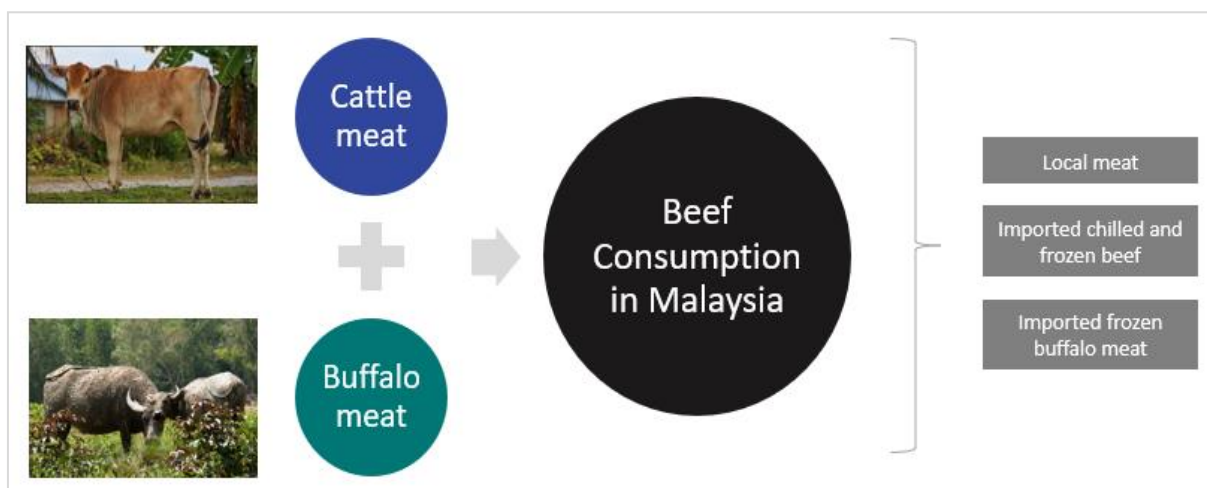 Cattle
meat
Buffalo
meat
Beef
Consumption
in Malaysia
Local meat
Imported chilled and
frozen beef
Imported frozen
buffalo meat